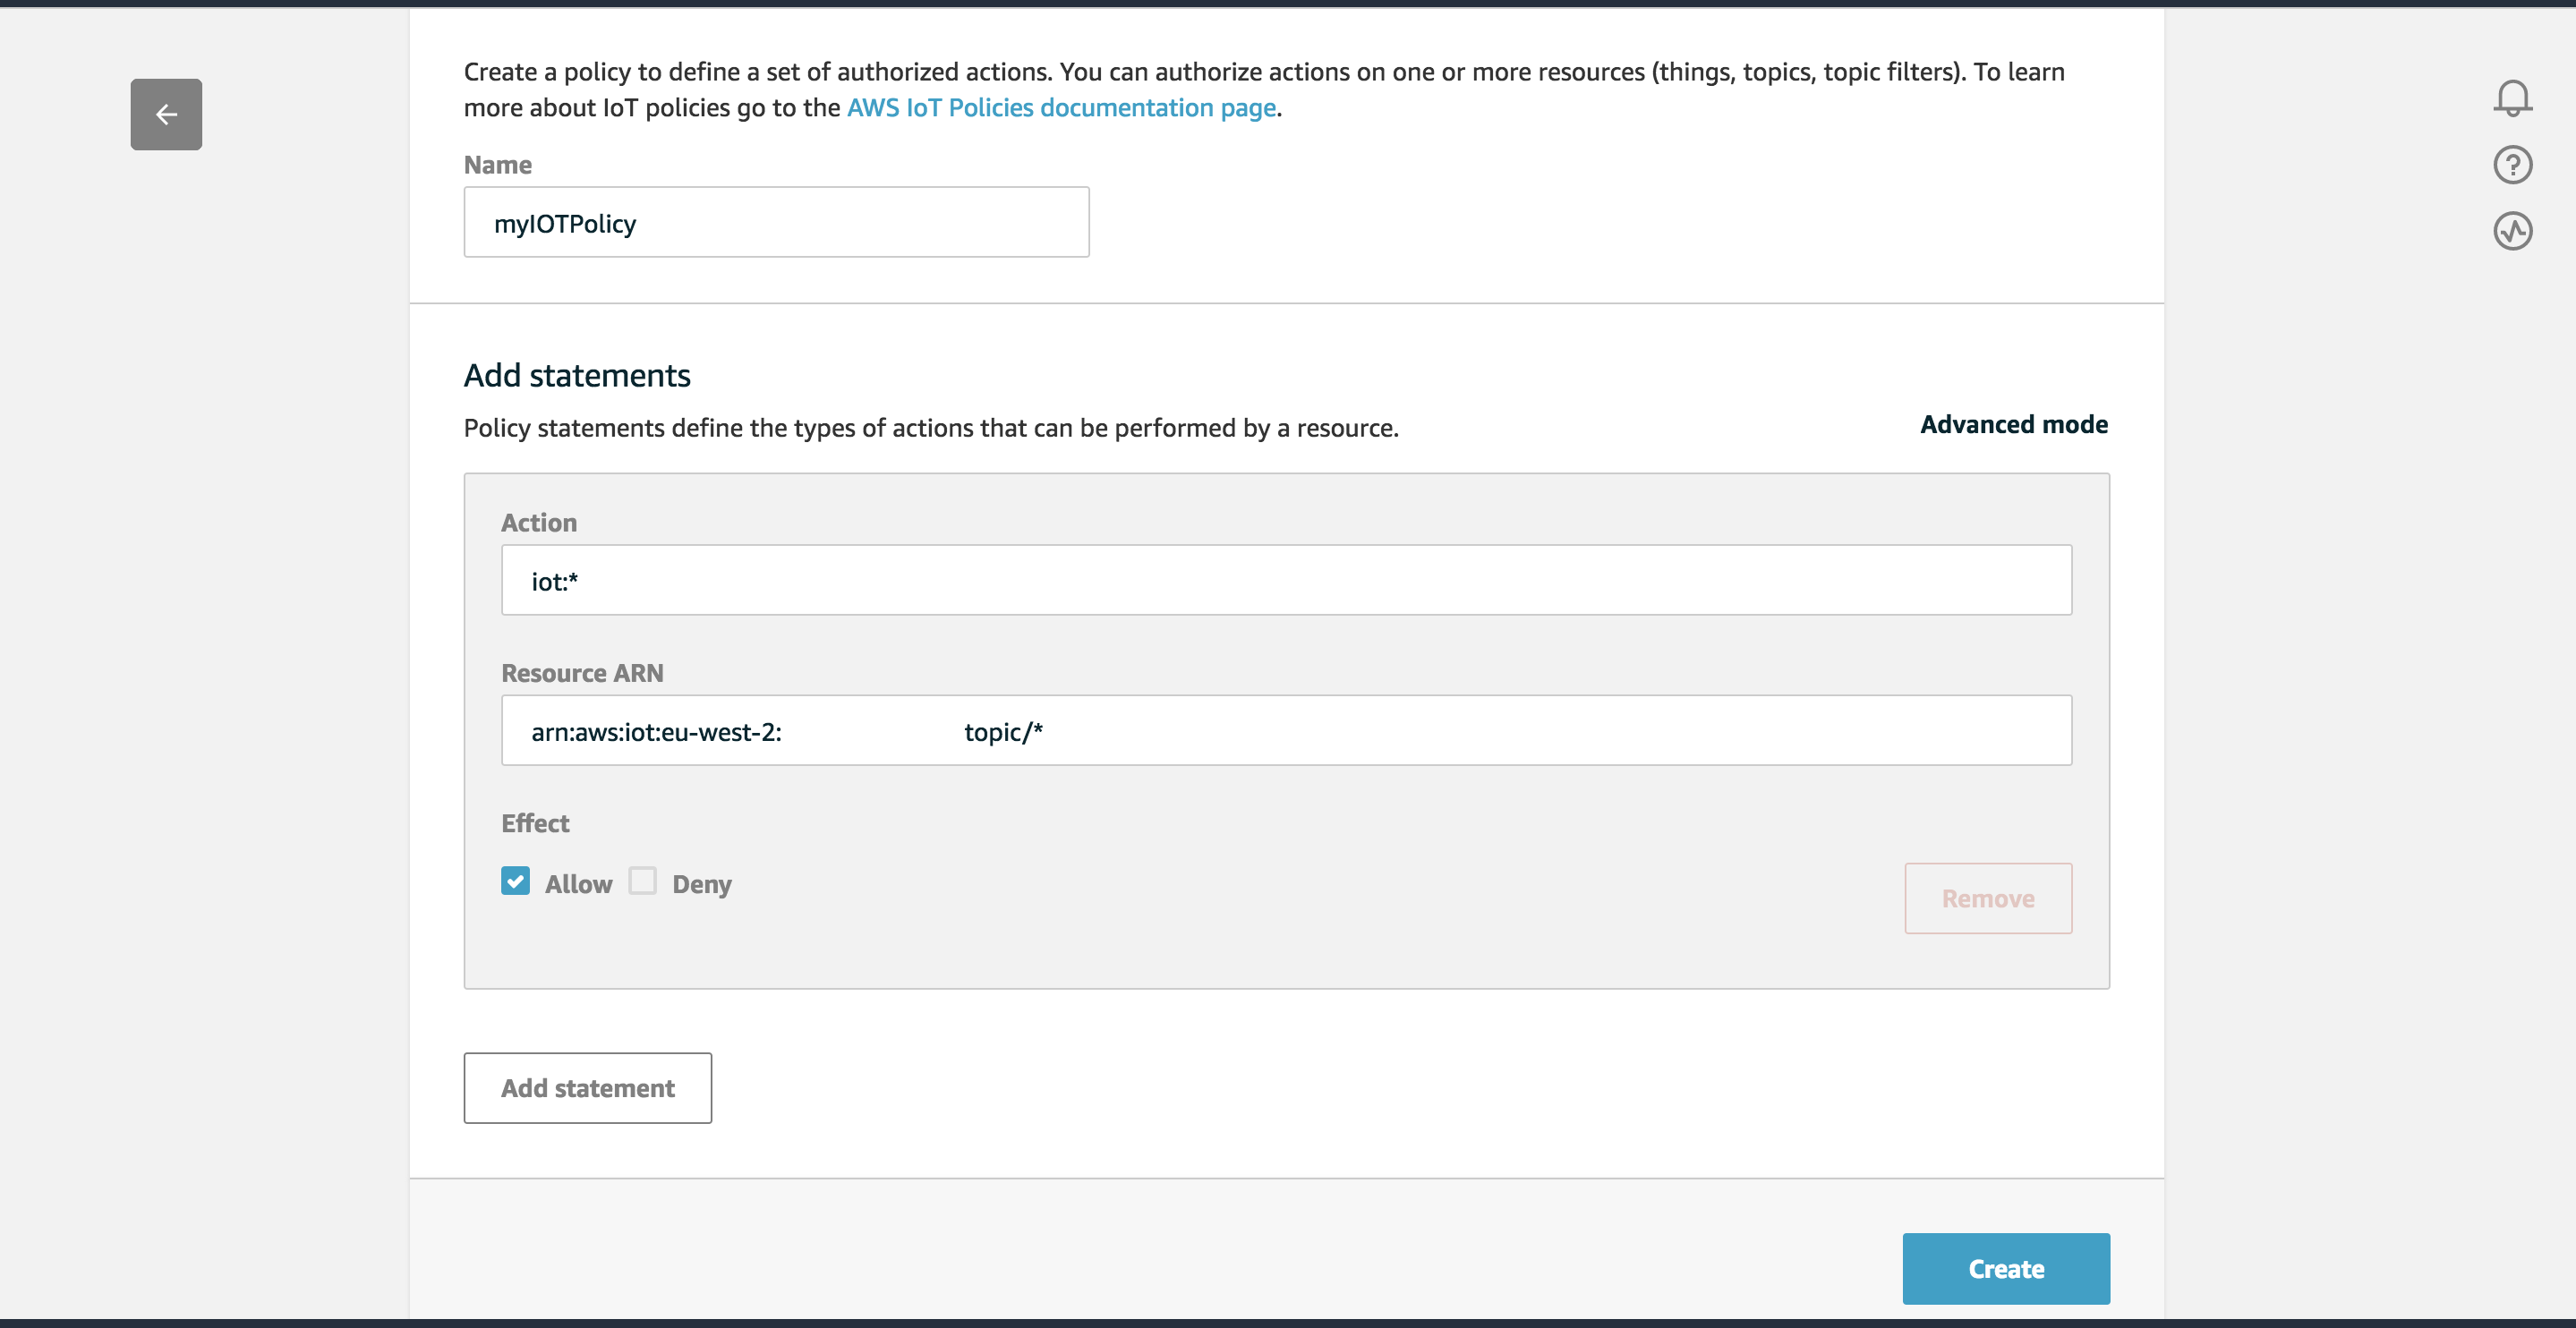 Create a policy to define a set of authorized actions. You can authorize actions on one or more resources (things, topics, topic filters). To learn
more about IoT policies go to the AWS IoT Policies documentation page.
Name
myIOTPolicy
Add statements
Policy statements define the types of actions that can be performed by a resource.
Advanced mode
Action
iot:*
Resource ARN
arn:aws:iot:eu-west-2: topic/*
Effect
Allow Deny
Remove
Add statement
Create